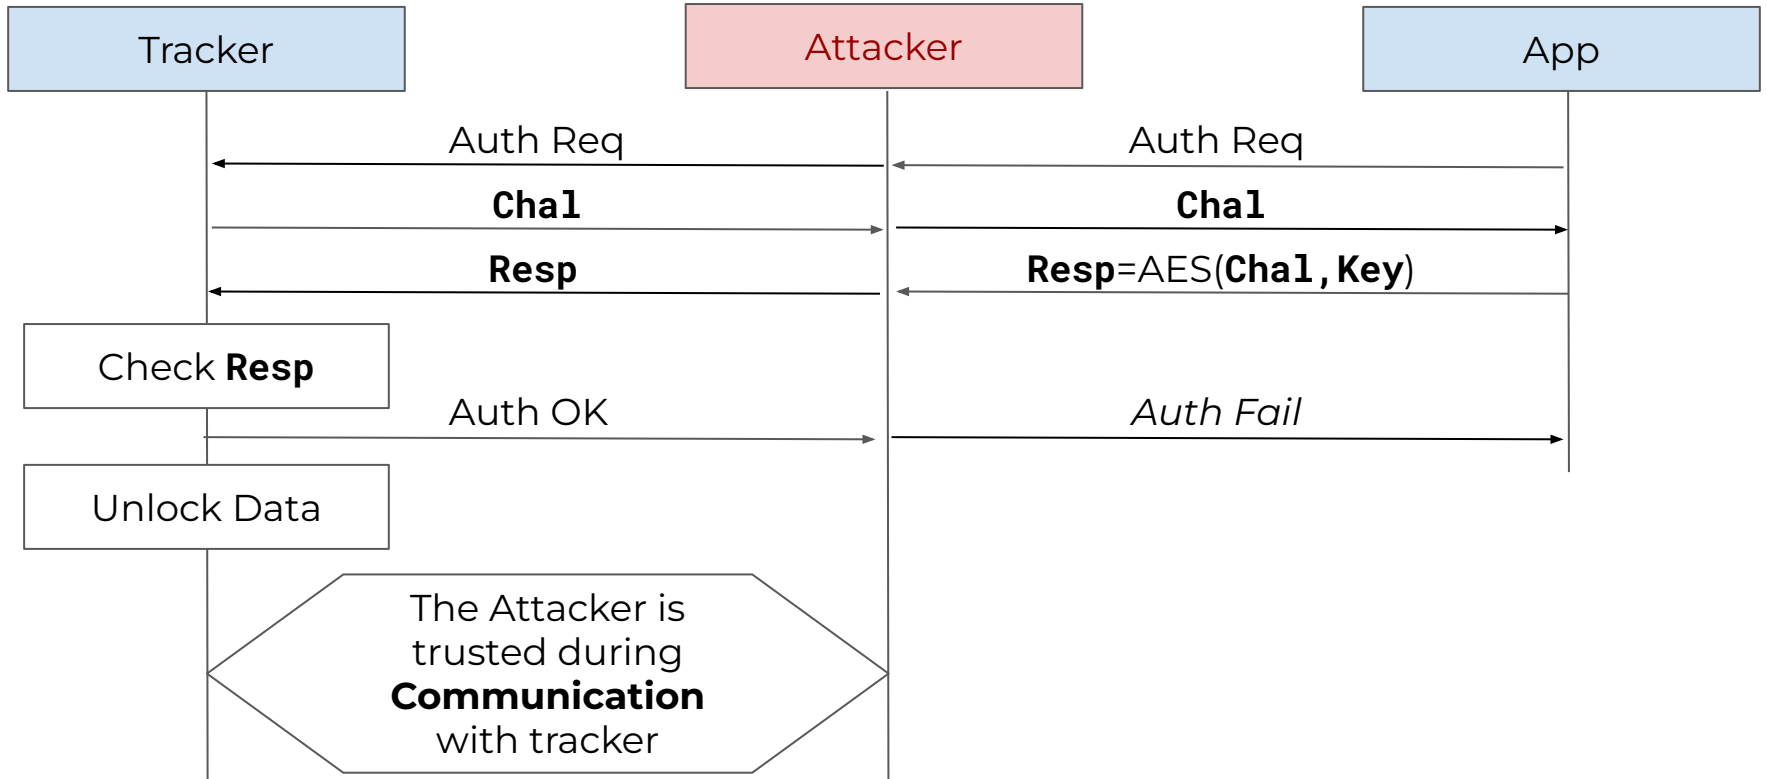 Tracker
Attacker
App
Auth Req
Auth Req
Chal
Chal
Resp
Resp=AES(Chal,Key)
Check Resp
Auth OK
Auth Fail
Unlock Data
The Attacker is
trusted during
Communication
with tracker